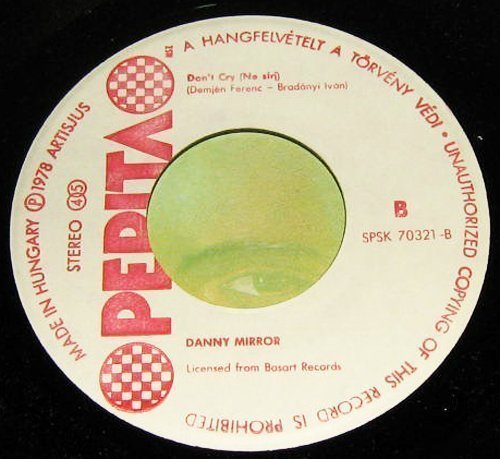 MADE IN HUNGARY Ⓟ 1978 ARTISJUS
A HANGFELVÉTELT A TÖRVÉNY VÉDI • UNAUTHORIZED COPYING OF THIS RECORD IS PROHIBITED
PEPITA
STEREO 45
Don't Cry (Ne sirj)
(Demjén Ferenc – Bradányi Iván)
B
SPSK 70321-B
DANNY MIRROR
Licensed from Basart Records